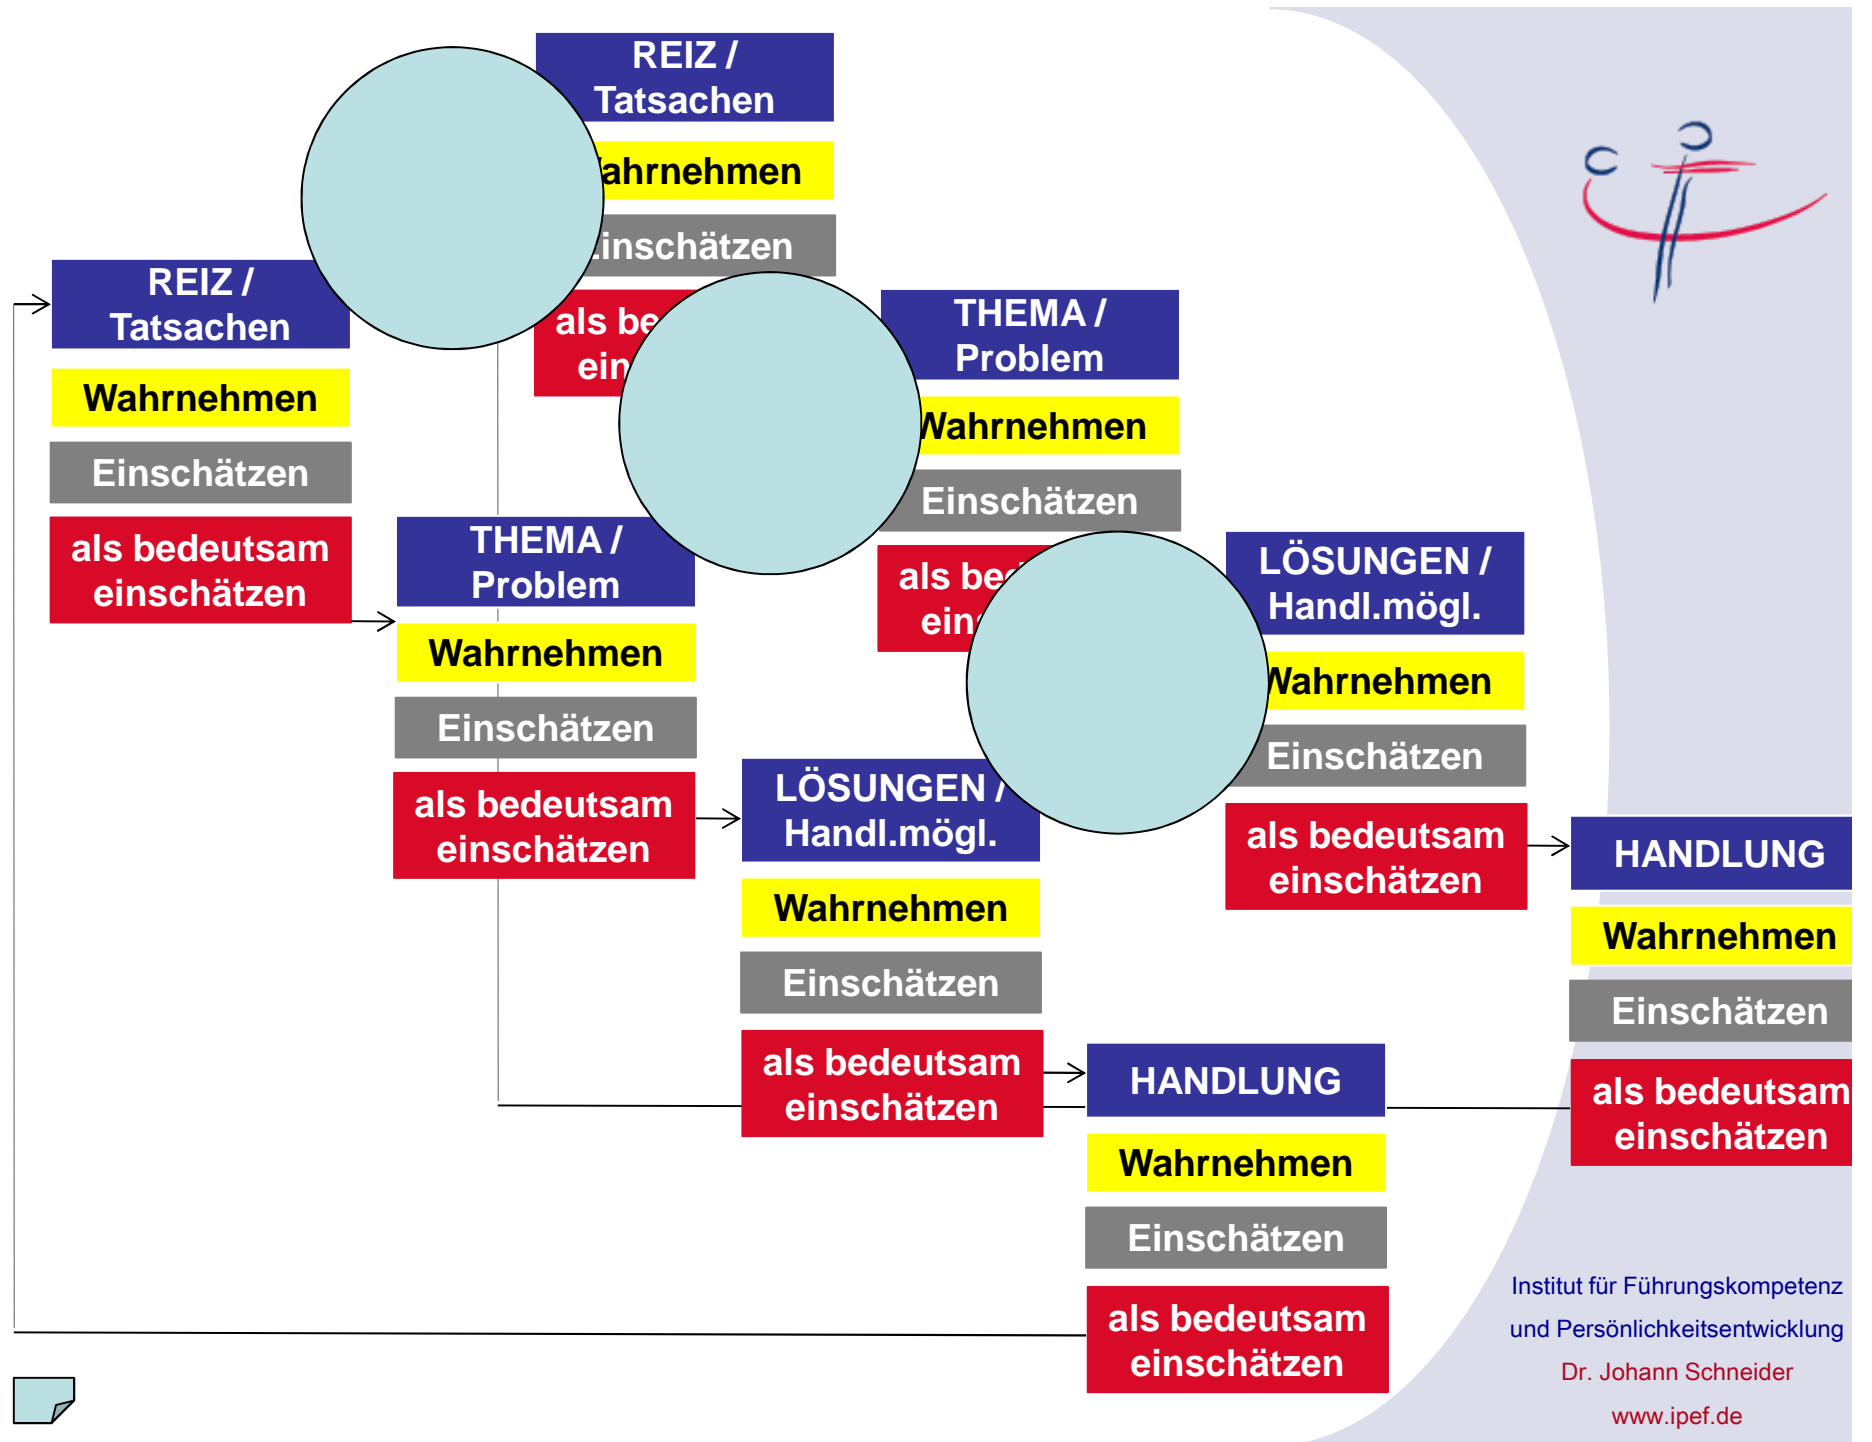 REIZ /
Tatsachen
ahrnehmen
inschätzen
als be
ein
REIZ /
Tatsachen
Wahrnehmen
Einschätzen
als bedeutsam
einschätzen
THEMA /
Problem
Wahrnehmen
Einschätzen
als be
ein
THEMA /
Problem
Wahrnehmen
Einschätzen
als bedeutsam
einschätzen
LÖSUNGEN /
Handl.mögl.
Wahrnehmen
Einschätzen
als bedeutsam
einschätzen
LÖSUNGEN /
Handl.mögl.
Wahrnehmen
Einschätzen
als bedeutsam
einschätzen
HANDLUNG
Wahrnehmen
Einschätzen
als bedeutsam
einschätzen
HANDLUNG
Wahrnehmen
Einschätzen
als bedeutsam
einschätzen
Institut für Führungskompetenz
und Persönlichkeitsentwicklung
Dr. Johann Schneider
www.ipef.de